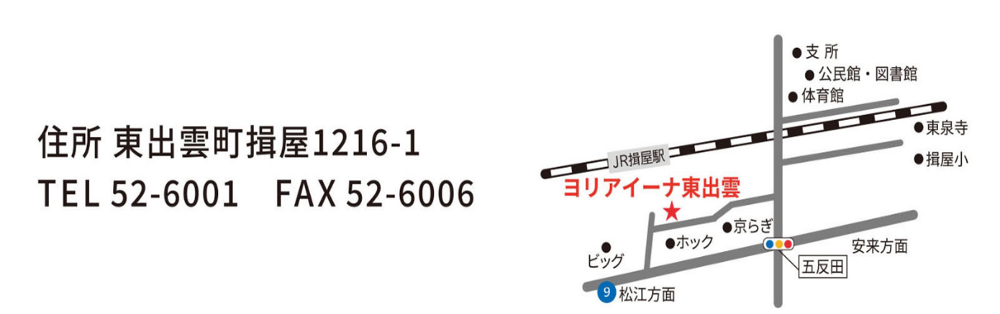 住所 東出雲町揖屋1216-1
TEL 52-6001　FAX 52-6006
支所
公民館・図書館
体育館
東泉寺
JR揖屋駅
揖屋小
ヨリアイーナ東出雲
京らぎ
ホック
安来方面
ビッグ
五反田
9 松江方面